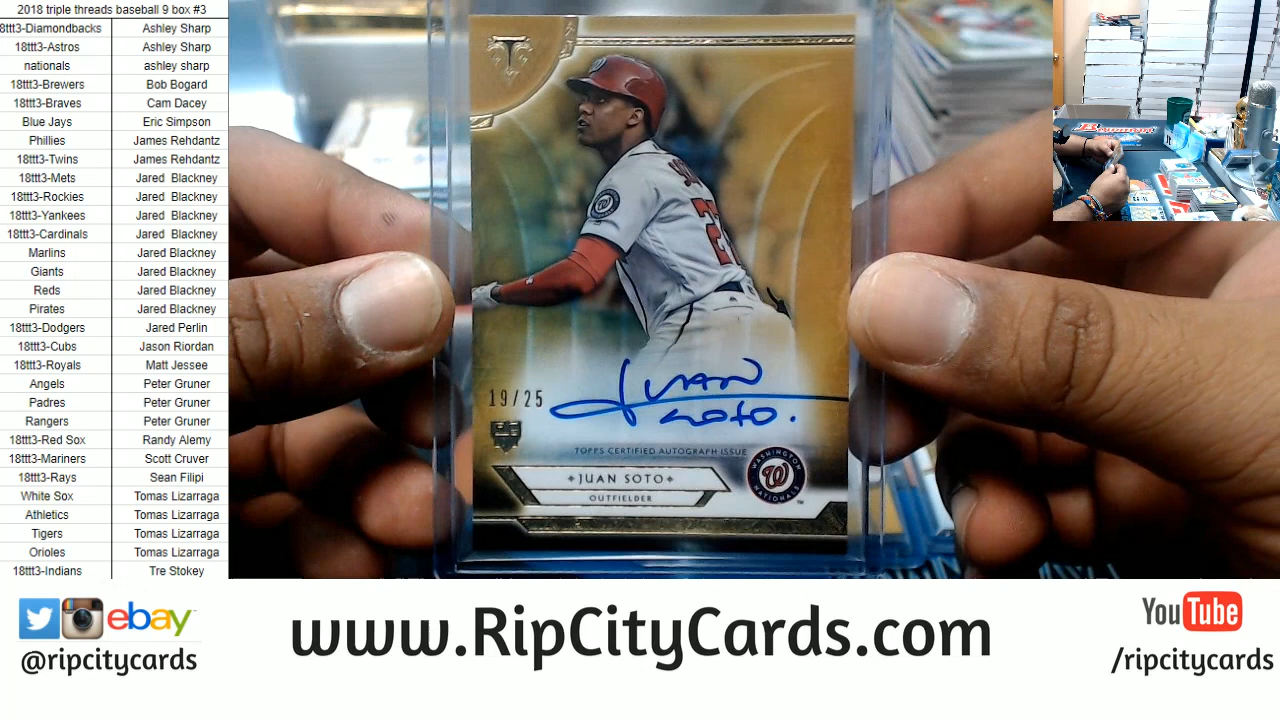 2018 triple threads baseball 9 box #3
8ttt3-Diamondbacks Ashley Sharp
18ttt3-Astros Ashley Sharp
nationals ashley sharp
18ttt3-Brewers Bob Bogard
18ttt3-Braves Cam Dacey
Blue Jays Eric Simpson
Phillies James Rehdantz
18ttt3-Twins James Rehdantz
18ttt3-Mets Jared Blackney
18ttt3-Rockies Jared Blackney
18ttt3-Yankees Jared Blackney
18ttt3-Cardinals Jared Blackney
Marlins Jared Blackney
Giants Jared Blackney
Reds Jared Blackney
Pirates Jared Blackney
18ttt3-Dodgers Jared Perlin
18ttt3-Cubs Jason Riordan
18ttt3-Royals Matt Jessee
Angels Peter Gruner
Padres Peter Gruner
Rangers Peter Gruner
18ttt3-Red Sox Randy Alemy
18ttt3-Mariners Scott Cruver
18ttt3-Rays Sean Filipi
White Sox Tomas Lizarraga
Athletics Tomas Lizarraga
Tigers Tomas Lizarraga
Orioles Tomas Lizarraga
18ttt3-Indians Tre Stokey
T
19/25
Juan
Soto.
TOPPS CERTIFIED AUTOGRAPH ISSUE
JUAN SOTO
OUTFIELDER
WASHINGTON
W
NATIONALS
TM
ebay
@ripcitycards
www.RipCityCards.com
YouTube
/ripcitycards